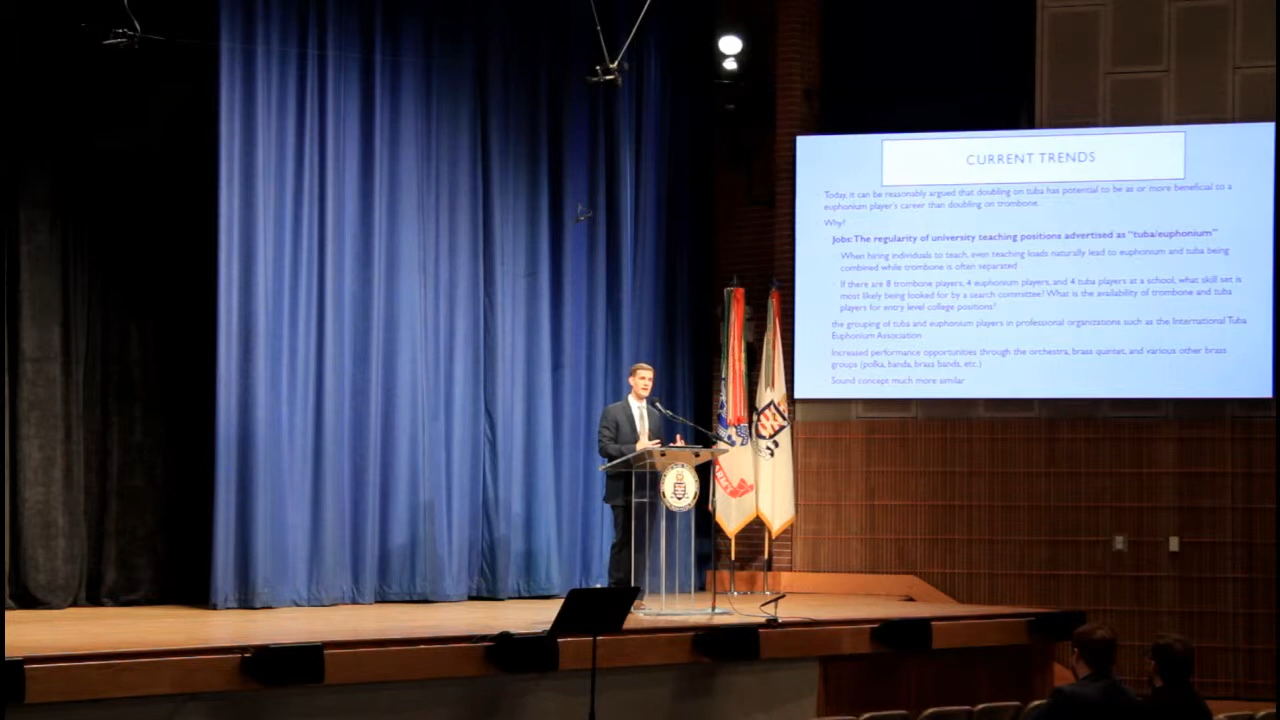 CURRENT TRENDS
Today, it can be reasonably argued that doubling on tuba has potential to be as or more beneficial to a
euphonium player's career than doubling on trombone.
Why?
Jobs: The regularity of university teaching positions advertised as "tuba/euphonium"
When hiring individuals to teach, even teaching loads naturally lead to euphonium and tuba being
combined while trombone is often separated
If there are 8 trombone players, 4 euphonium players, and 4 tuba players at a school, what skill set is
most likely being looked for by a search committee? What is the availability of trombone and tuba
players for entry level college positions?
the grouping of tuba and euphonium players in professional organizations such as the International Tuba
Euphonium Association
Increased performance opportunities through the orchestra, brass quintet, and various other brass
groups (polka, banda, brass bands, etc.)
Sound concept much more similar